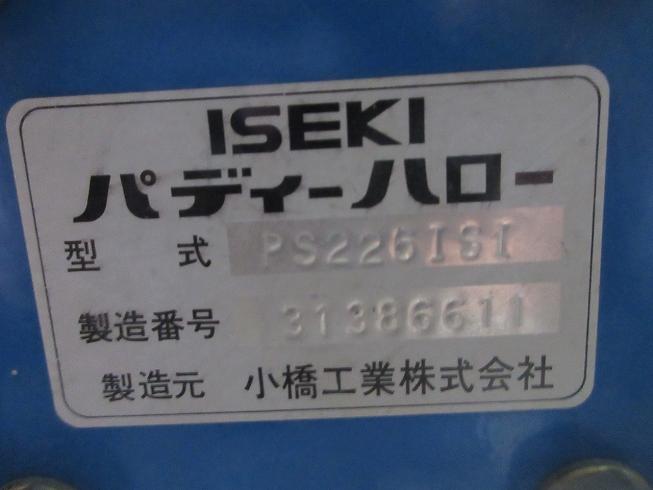 ISEKI
パディーハロー
型 式 PS226ISI
製造番号 31386611
製造元 小橋工業株式会社